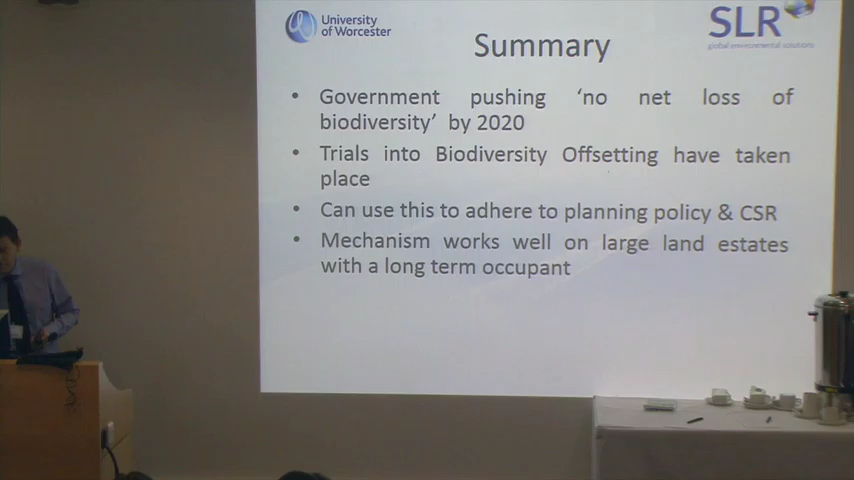 University
of Worcester
SLR
global environmental solutions
Summary
• Government pushing ‘no net loss of
biodiversity’ by 2020
• Trials into Biodiversity Offsetting have taken
place
• Can use this to adhere to planning policy & CSR
• Mechanism works well on large land estates
with a long term occupant